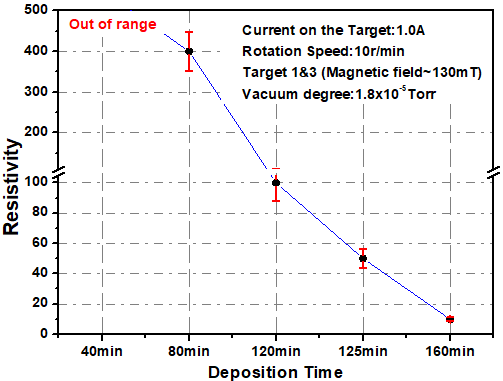 Out of range
Current on the Target:1.0A
Rotation Speed:10r/min
Target 1&3 (Magnetic field~130mT)
Vacuum degree:1.8x10⁻⁵Torr
500
400
300
200
100
80
60
40
20
0
Resistivity
40min
80min
120min
125min
160min
Deposition Time